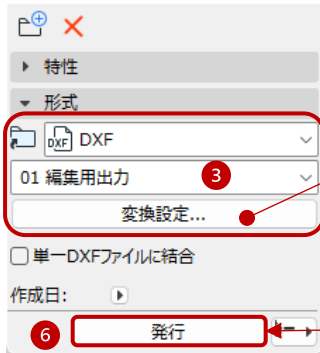 特性
形式
DXF DXF
01 編集用出力 3
変換設定...
単一DXFファイルに結合
作成日:
6 発行